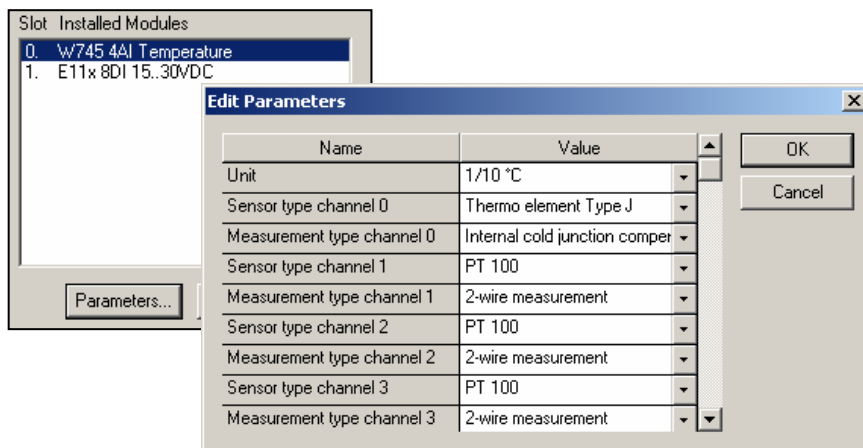 Slot Installed Modules
0. W745 4AI Temperature
1. E11x 8DI 15..30VDC
Parameters...
Edit Parameters
Name Value
Unit 1/10 °C
Sensor type channel 0 Thermo element Type J
Measurement type channel 0 Internal cold junction comper
Sensor type channel 1 PT 100
Measurement type channel 1 2-wire measurement
Sensor type channel 2 PT 100
Measurement type channel 2 2-wire measurement
Sensor type channel 3 PT 100
Measurement type channel 3 2-wire measurement
OK
Cancel